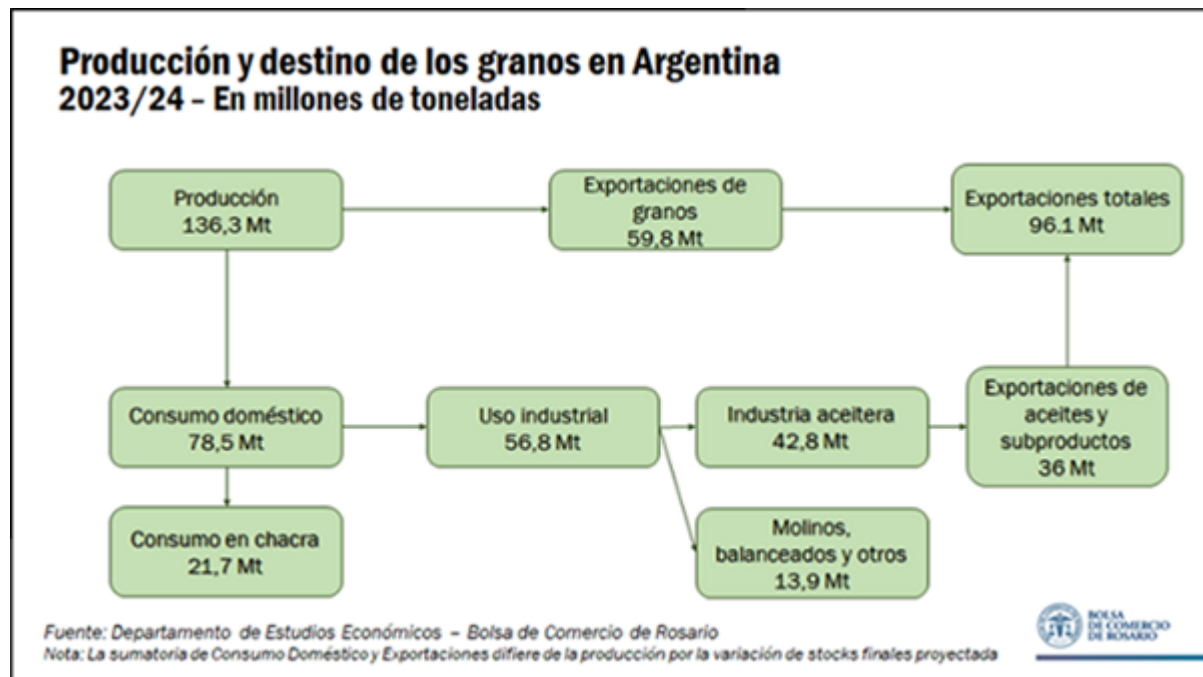 Producción y destino de los granos en Argentina
2023/24 – En millones de toneladas
Producción
136,3 Mt
Exportaciones de
granos
59,8 Mt
Exportaciones totales
96.1 Mt
Consumo doméstico
78,5 Mt
Uso industrial
56,8 Mt
Industria aceitera
42,8 Mt
Exportaciones de
aceites y
subproductos
36 Mt
Consumo en chacra
21,7 Mt
Molinos,
balanceados y otros
13,9 Mt
Fuente: Departamento de Estudios Económicos – Bolsa de Comercio de Rosario
Nota: La sumatoria de Consumo Doméstico y Exportaciones difiere de la producción por la variación de stocks finales proyectada
BOLSA
DE COMERCIO
DE ROSARIO